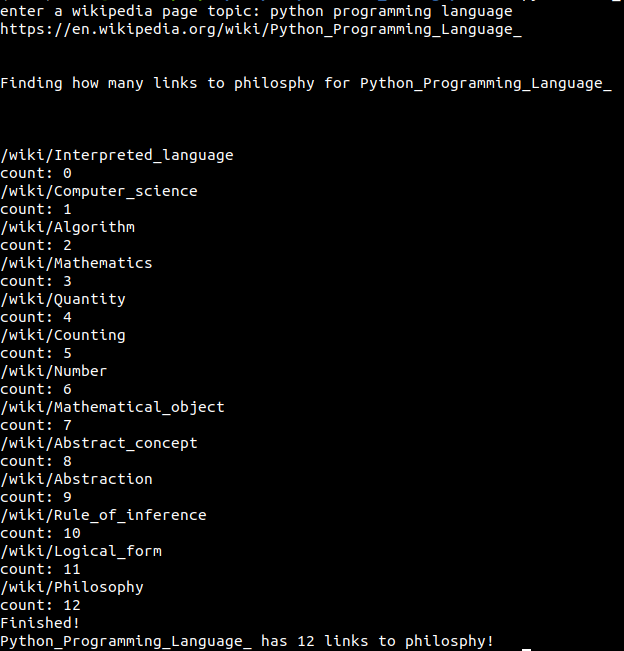 enter a wikipedia page topic: python programming language
https://en.wikipedia.org/wiki/Python_Programming_Language_
Finding how many links to philosphy for Python_Programming_Language_
/wiki/Interpreted_language
count: 0
/wiki/Computer_science
count: 1
/wiki/Algorithm
count: 2
/wiki/Mathematics
count: 3
/wiki/Quantity
count: 4
/wiki/Counting
count: 5
/wiki/Number
count: 6
/wiki/Mathematical_object
count: 7
/wiki/Abstract_concept
count: 8
/wiki/Abstraction
count: 9
/wiki/Rule_of_inference
count: 10
/wiki/Logical_form
count: 11
/wiki/Philosophy
count: 12
Finished!
Python_Programming_Language_ has 12 links to philosphy!